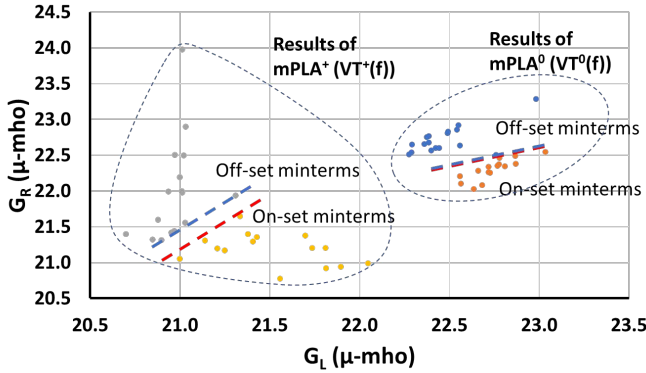 24.5
24.0
23.5
23.0
22.5
22.0
21.5
21.0
20.5
G_R (μ-mho)
Results of
mPLA⁺ (VT⁺(f))
Results of
mPLA⁰ (VT⁰(f))
Off-set minterms
On-set minterms
Off-set minterms
On-set minterms
20.5 21.0 21.5 22.0 22.5 23.0 23.5
G_L (μ-mho)